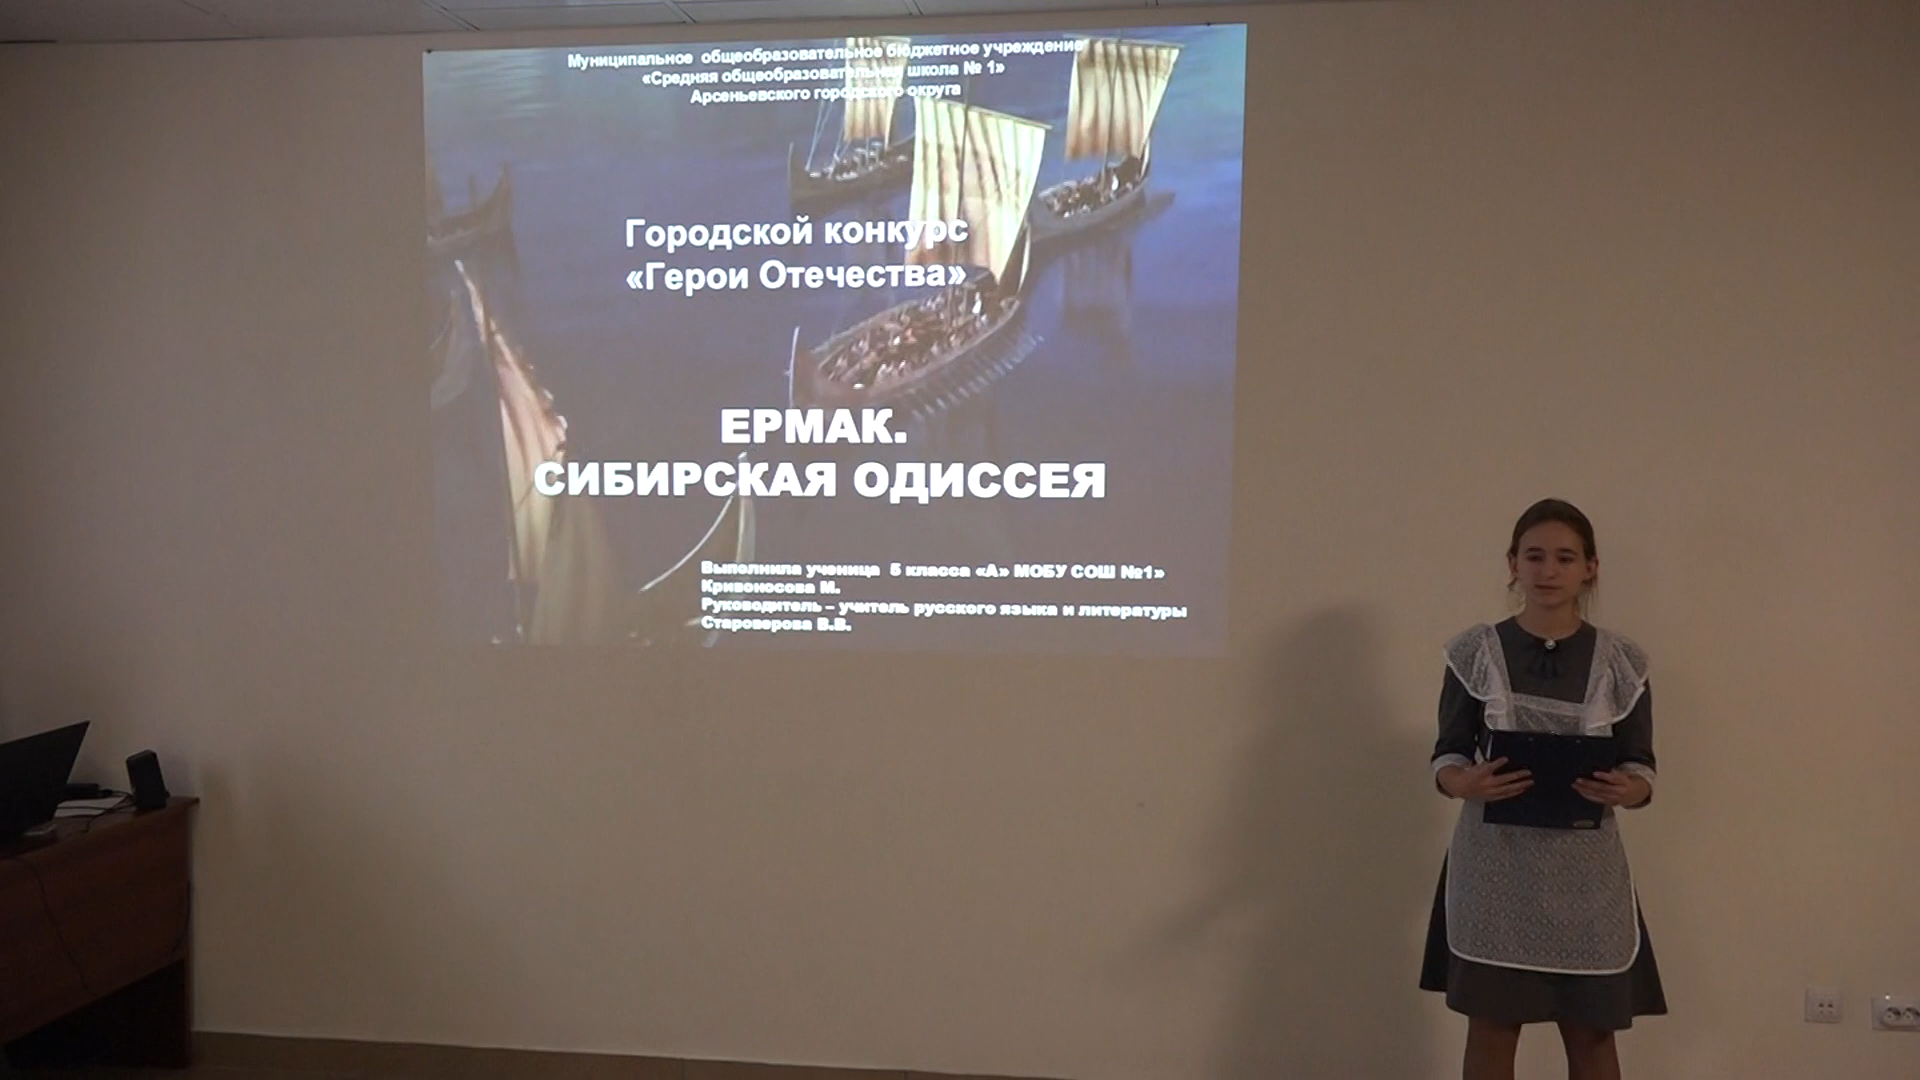 Муниципальное общеобразовательное бюджетное учреждение
«Средняя общеобразовательная школа № 1»
Арсеньевского городского округа
Городской конкурс
«Герои Отечества»
ЕРМАК.
СИБИРСКАЯ ОДИССЕЯ
Выполнила ученица 5 класса «А» МОБУ СОШ №1»
Кривоносова М.
Руководитель – учитель русского языка и литературы
Староверова В.В.